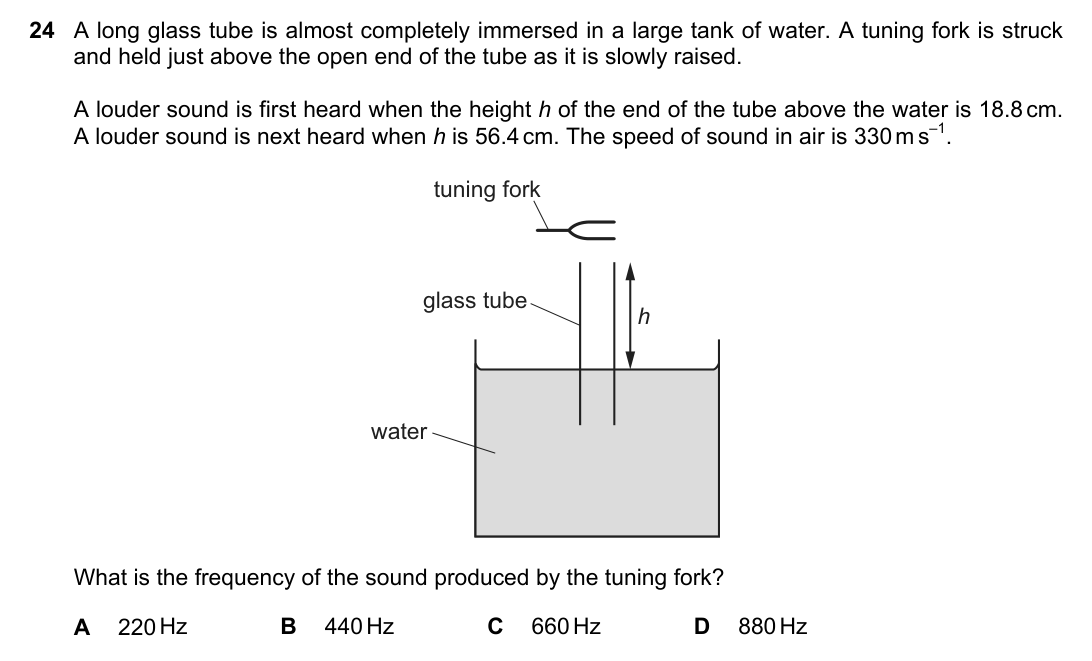 24 A long glass tube is almost completely immersed in a large tank of water. A tuning fork is struck
and held just above the open end of the tube as it is slowly raised.
A louder sound is first heard when the height h of the end of the tube above the water is 18.8 cm.
A louder sound is next heard when h is 56.4 cm. The speed of sound in air is 330 m s⁻¹.
tuning fork
glass tube
h
water
What is the frequency of the sound produced by the tuning fork?
A 220 Hz B 440 Hz C 660 Hz D 880 Hz